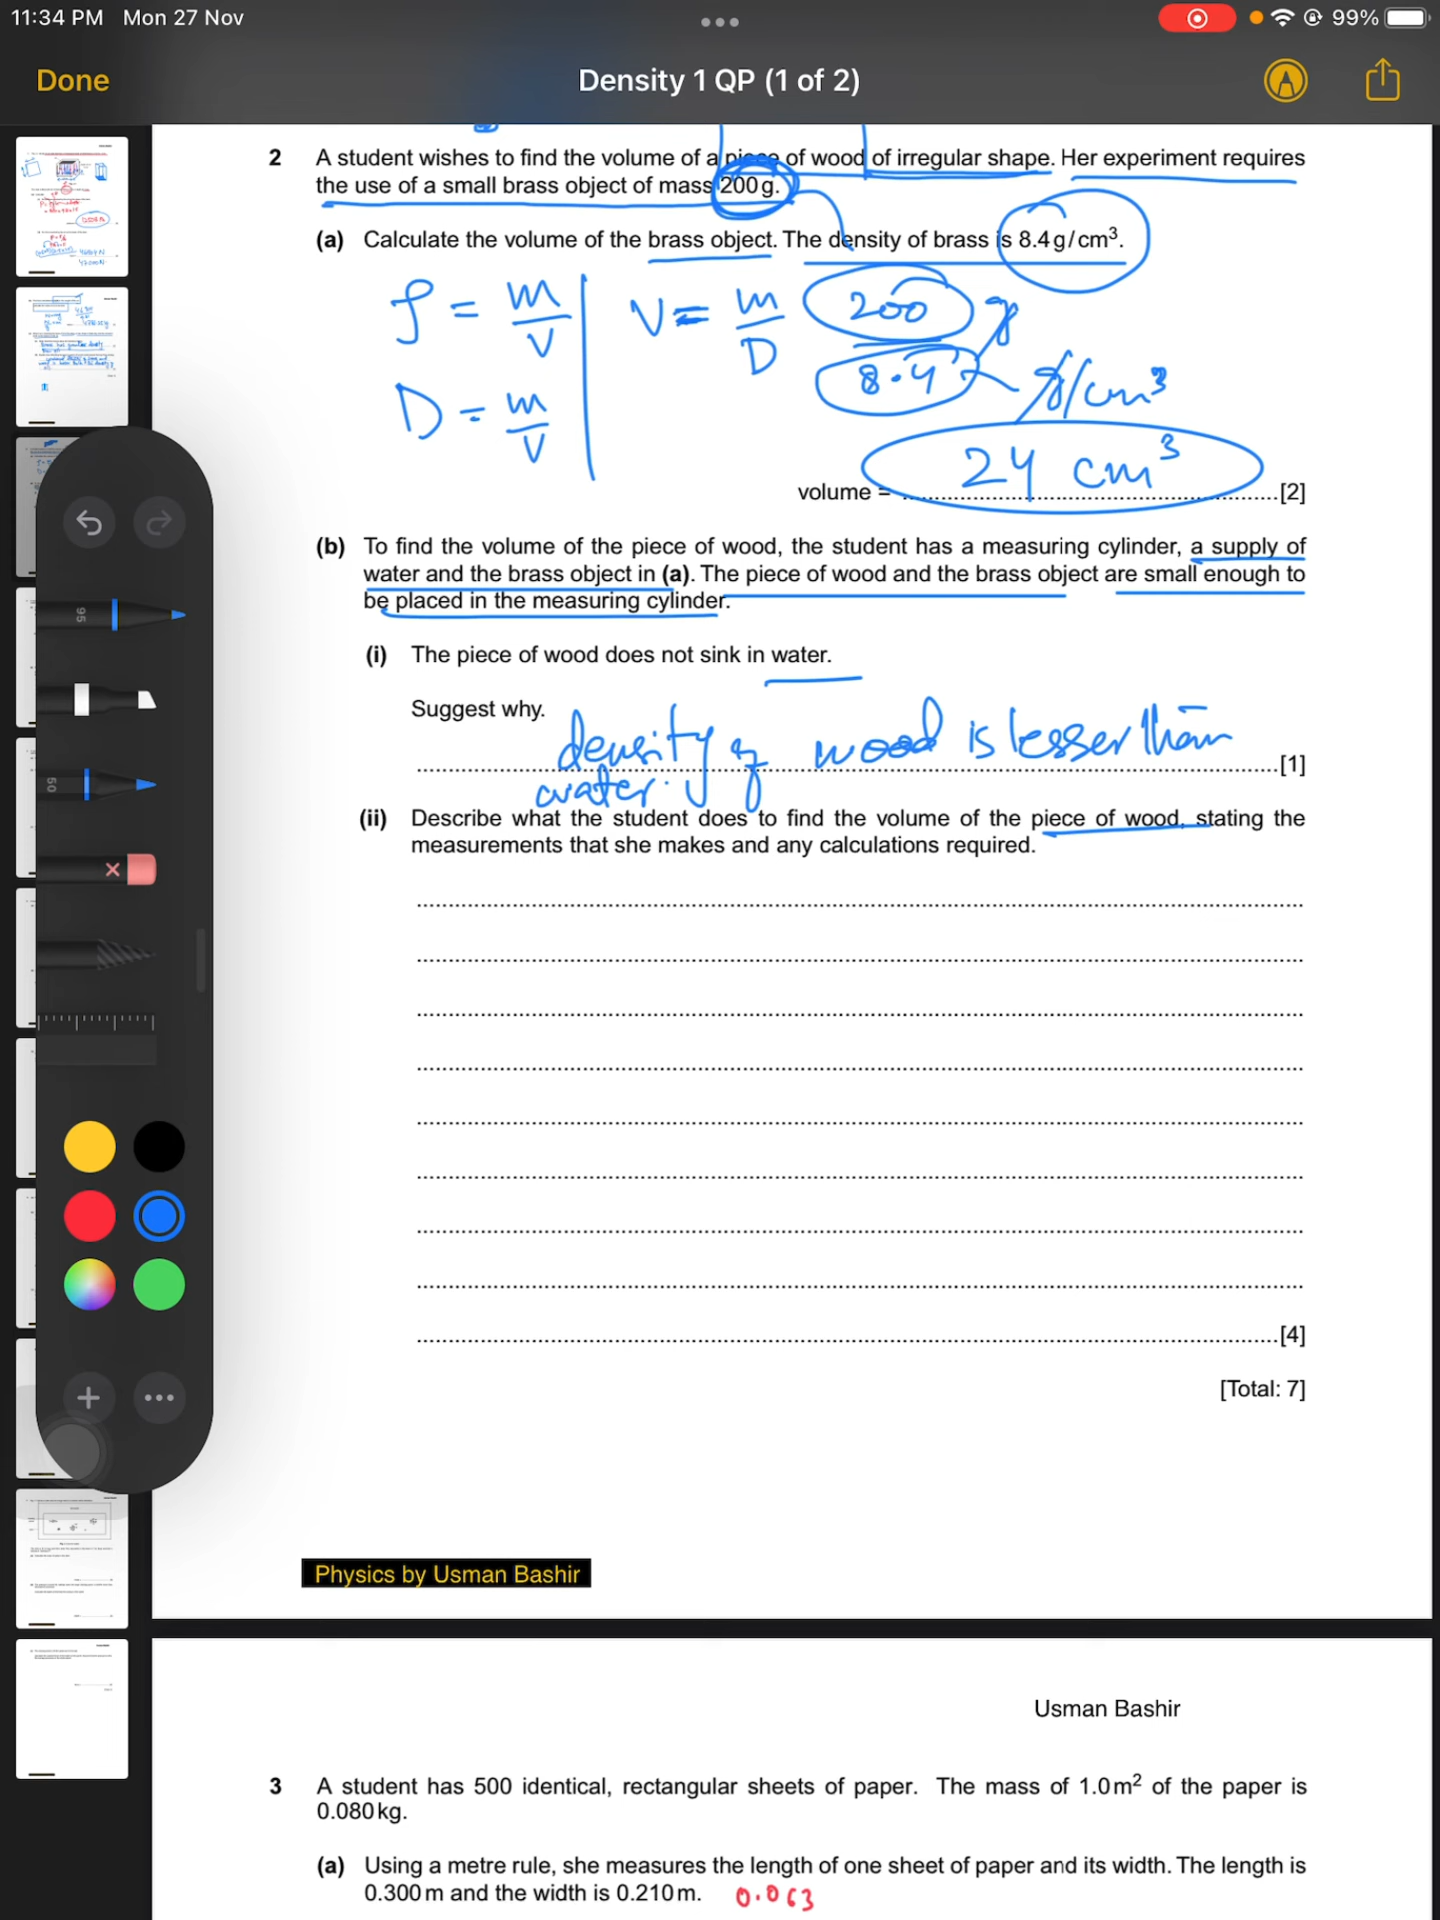 11:34 PM Mon 27 Nov
99%
Done
Density 1 QP (1 of 2)
2 A student wishes to find the volume of a piece of wood of irregular shape. Her experiment requires
the use of a small brass object of mass 200 g.
(a) Calculate the volume of the brass object. The density of brass is 8.4 g/cm³.
ρ = m/V
V = m/D
200 g
8.4 g/cm³
D = m/V
24 cm³
volume = ..........[2]
(b) To find the volume of the piece of wood, the student has a measuring cylinder, a supply of
water and the brass object in (a). The piece of wood and the brass object are small enough to
be placed in the measuring cylinder.
(i) The piece of wood does not sink in water.
Suggest why.
density of wood is lesser than
..........[1]
water.
(ii) Describe what the student does to find the volume of the piece of wood, stating the
measurements that she makes and any calculations required.
..........[4]
[Total: 7]
95
50
Physics by Usman Bashir
Usman Bashir
3 A student has 500 identical, rectangular sheets of paper. The mass of 1.0 m² of the paper is
0.080 kg.
(a) Using a metre rule, she measures the length of one sheet of paper and its width. The length is
0.300 m and the width is 0.210 m. 0.063